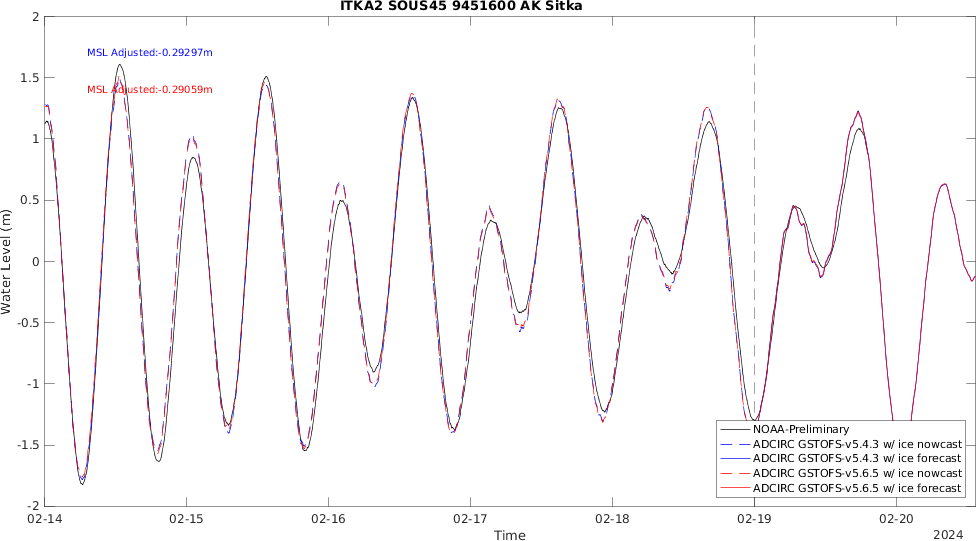 ITKA2 SOUS45 9451600 AK Sitka
MSL Adjusted:-0.29297m
MSL Adjusted:-0.29059m
Water Level (m)
2
1.5
1
0.5
0
-0.5
-1
-1.5
-2
NOAA-Preliminary
ADCIRC GSTOFS-v5.4.3 w/ ice nowcast
ADCIRC GSTOFS-v5.4.3 w/ ice forecast
ADCIRC GSTOFS-v5.6.5 w/ ice nowcast
ADCIRC GSTOFS-v5.6.5 w/ ice forecast
02-14 02-15 02-16 02-17 02-18 02-19 02-20
Time
2024